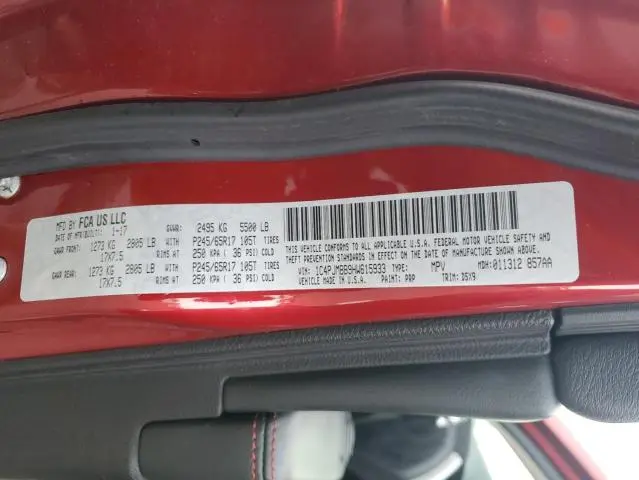 MFD BY FCA US LLC
DATE OF MFR/BUILT: 1-17
GVWR: 2495 KG 5500 LB
GAWR FRONT: 1273 KG 2805 LB WITH P245/65R17 105T TIRES
17X7.5 RIMS AT 250 KPA ( 36 PSI) COLD
GAWR REAR: 1273 KG 2805 LB WITH P245/65R17 105T TIRES
17X7.5 RIMS AT 250 KPA ( 36 PSI) COLD
THIS VEHICLE CONFORMS TO ALL APPLICABLE U.S.A. FEDERAL MOTOR VEHICLE SAFETY AND
THEFT PREVENTION STANDARDS IN EFFECT ON THE DATE OF MANUFACTURE SHOWN ABOVE.
VIN: 1C4PJMBB9HW615933 TYPE: MPV MDH: 011312 857AA
VEHICLE MADE IN U.S.A. PAINT: PRP TRIM: D5X9